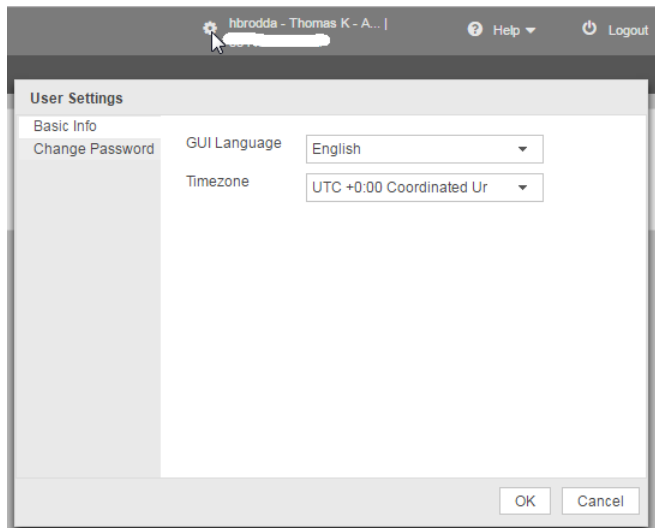 hbrodda - Thomas K - A... |
Help
Logout
User Settings
Basic Info
Change Password
GUI Language
English
Timezone
UTC +0:00 Coordinated Ur
OK
Cancel